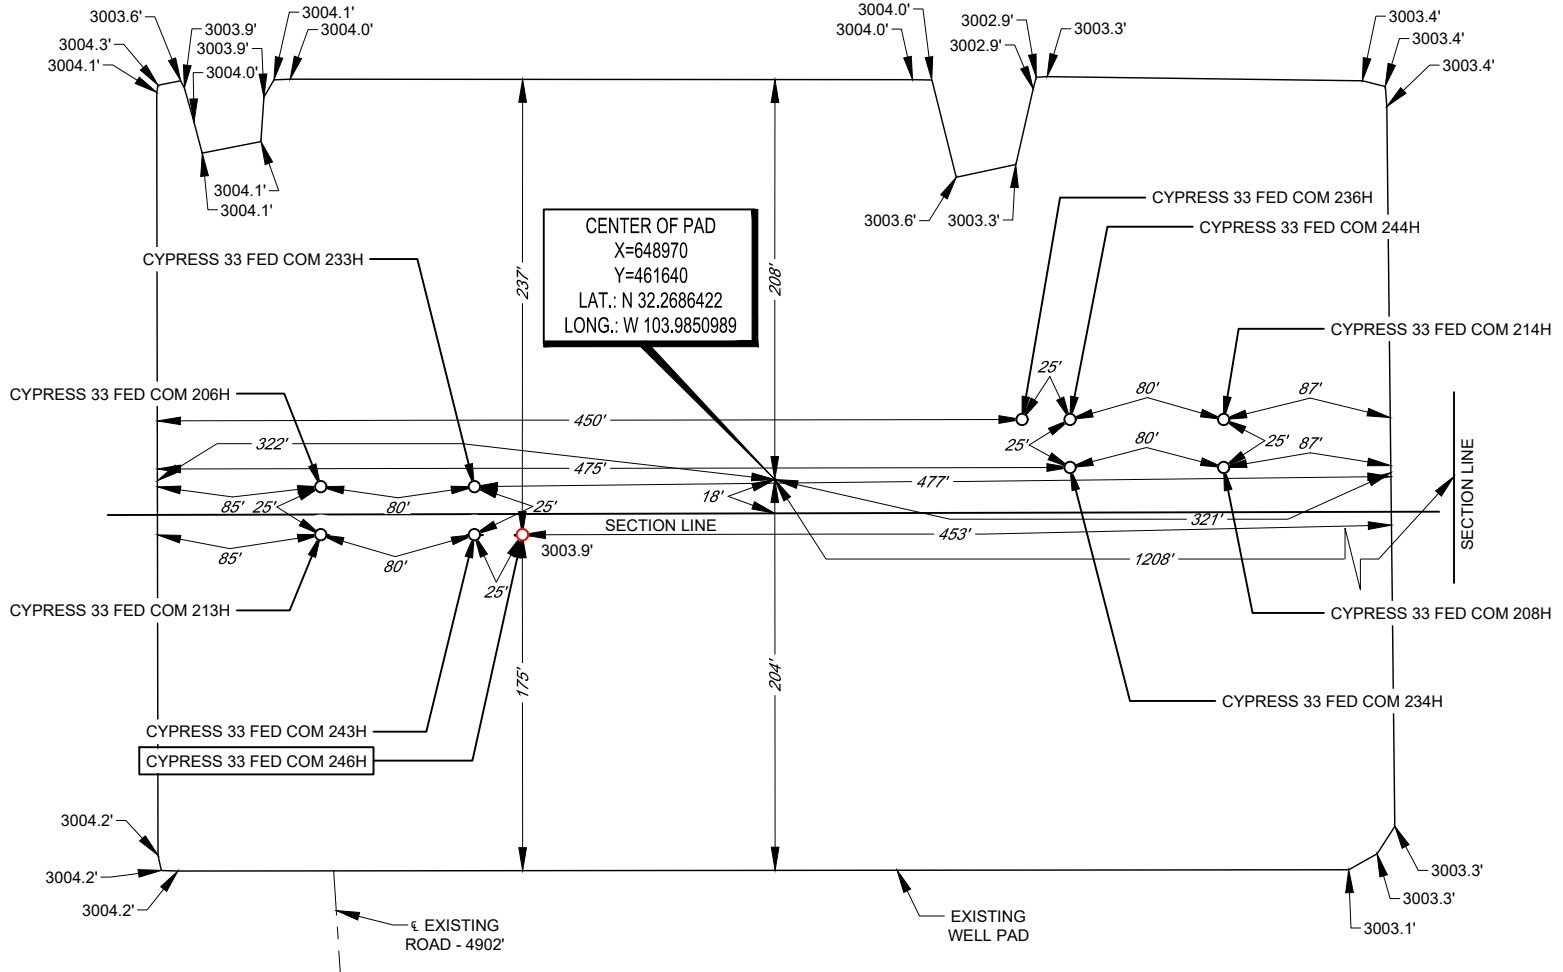 3003.6'
3004.3'
3004.1'
3003.9'
3003.9'
3004.0'
3004.1'
3004.0'
3004.1'
3004.1'
3004.0'
3004.0'
3002.9'
3002.9'
3003.3'
3003.4'
3003.4'
3003.4'
3003.6'
3003.3'
CENTER OF PAD
X=648970
Y=461640
LAT.: N 32.2686422
LONG.: W 103.9850989
237'
208'
CYPRESS 33 FED COM 236H
CYPRESS 33 FED COM 244H
CYPRESS 33 FED COM 233H
CYPRESS 33 FED COM 214H
CYPRESS 33 FED COM 206H
25'
80'
87'
450'
322'
25'
80'
25'
87'
475'
477'
85'
25'
80'
25'
18'
321'
SECTION LINE
SECTION LINE
453'
3003.9'
1208'
85'
80'
25'
CYPRESS 33 FED COM 213H
CYPRESS 33 FED COM 208H
175'
204'
CYPRESS 33 FED COM 234H
CYPRESS 33 FED COM 243H
CYPRESS 33 FED COM 246H
3004.2'
3004.2'
3004.2'
3003.3'
3003.3'
3003.1'
℄ EXISTING
ROAD - 4902'
EXISTING
WELL PAD